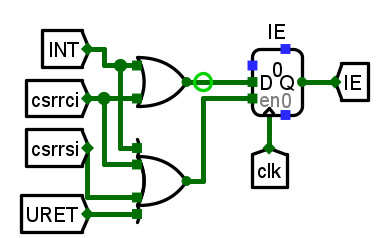 IE
INT
0
D Q
IE
csrrci
en0
csrrsi
clk
URET